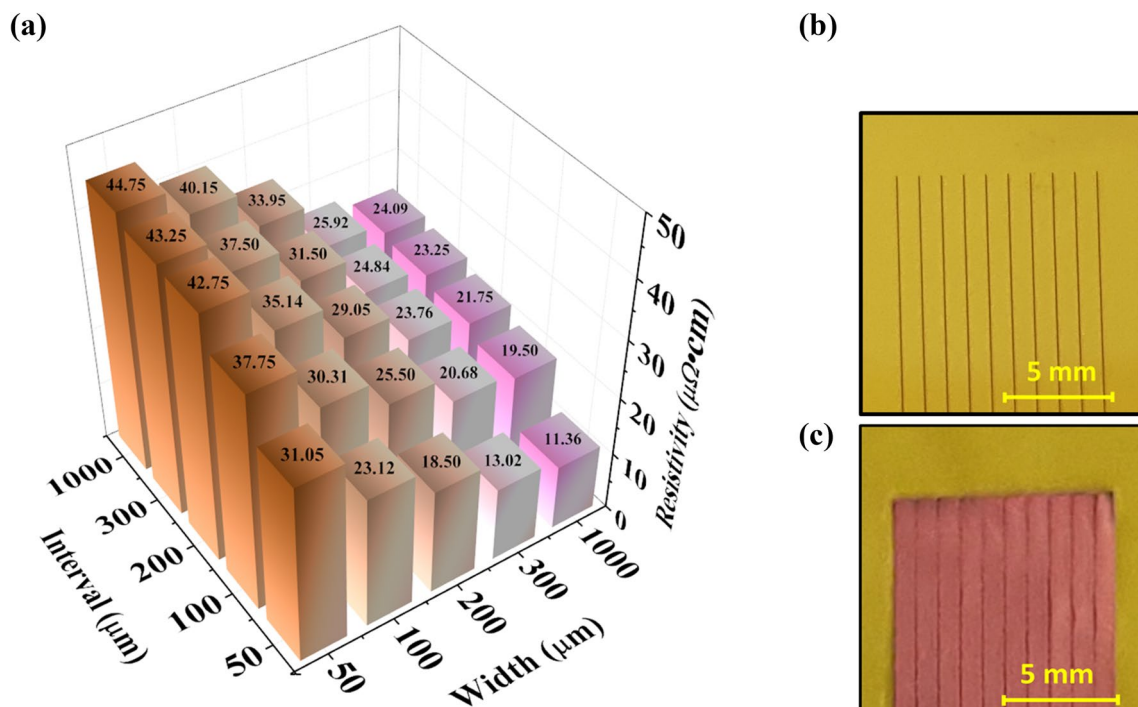 (a)
(b)
44.75 40.15 33.95 25.92 24.09
43.25 37.50 31.50 24.84 23.25
42.75 35.14 29.05 23.76 21.75
37.75 30.31 25.50 20.68 19.50
31.05 23.12 18.50 13.02 11.36
50
40
30
20
10
0
Resistivity (μΩ•cm)
1000
300
200
100
50
Interval (μm)
50
100
200
300
1000
Width (μm)
5 mm
(c)
5 mm